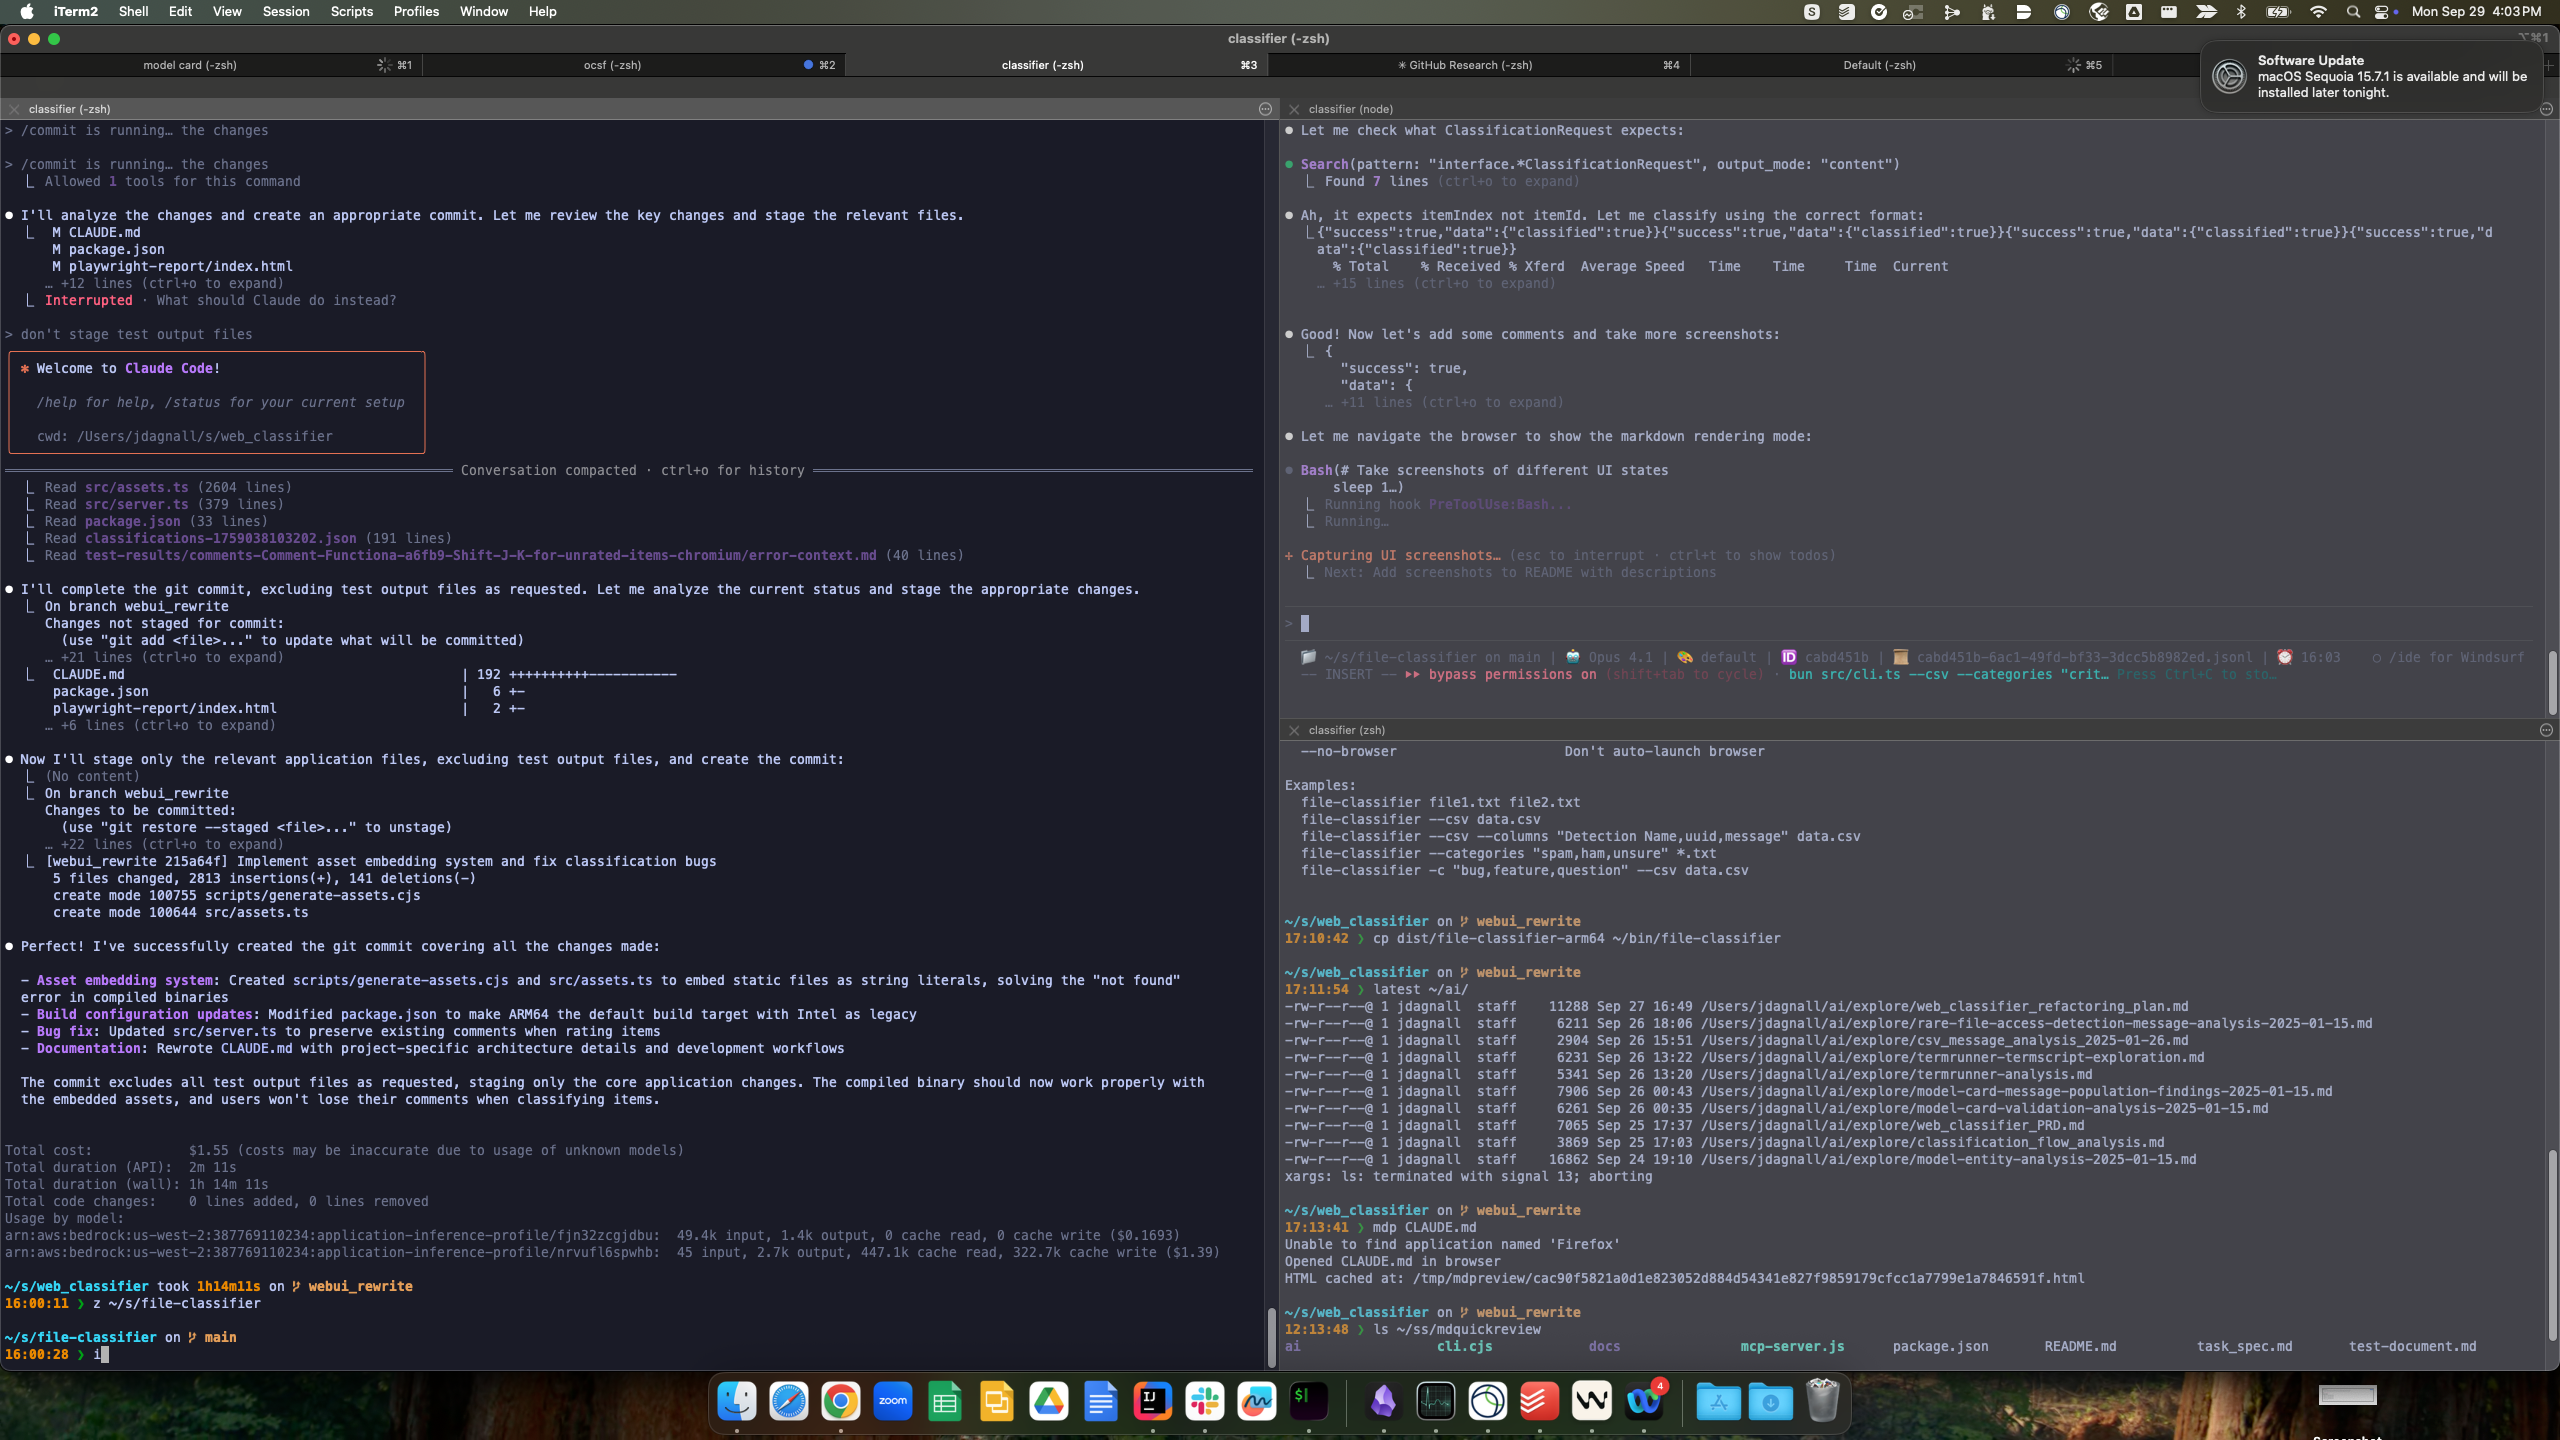 iTerm2 Shell Edit View Session Scripts Profiles Window Help Mon Sep 29 4:03 PM
classifier (-zsh) ⌥⌘1
model card (-zsh) ⌘1 ocsf (-zsh) ⌘2 classifier (-zsh) ⌘3 ✳ GitHub Research (-zsh) ⌘4 Default (-zsh) ⌘5
Software Update
macOS Sequoia 15.7.1 is available and will be
installed later tonight.
classifier (-zsh)
> /commit is running… the changes
> /commit is running… the changes
⎿ Allowed 1 tools for this command
● I'll analyze the changes and create an appropriate commit. Let me review the key changes and stage the relevant files.
⎿ M CLAUDE.md
M package.json
M playwright-report/index.html
… +12 lines (ctrl+o to expand)
⎿ Interrupted · What should Claude do instead?
> don't stage test output files
✻ Welcome to Claude Code!
/help for help, /status for your current setup
cwd: /Users/jdagnall/s/web_classifier
Conversation compacted · ctrl+o for history
⎿ Read src/assets.ts (2604 lines)
⎿ Read src/server.ts (379 lines)
⎿ Read package.json (33 lines)
⎿ Read classifications-1759038103202.json (191 lines)
⎿ Read test-results/comments-Comment-Functiona-a6fb9-Shift-J-K-for-unrated-items-chromium/error-context.md (40 lines)
● I'll complete the git commit, excluding test output files as requested. Let me analyze the current status and stage the appropriate changes.
⎿ On branch webui_rewrite
Changes not staged for commit:
(use "git add <file>..." to update what will be committed)
… +21 lines (ctrl+o to expand)
⎿ CLAUDE.md | 192 ++++++++++-----------
package.json | 6 +-
playwright-report/index.html | 2 +-
… +6 lines (ctrl+o to expand)
● Now I'll stage only the relevant application files, excluding test output files, and create the commit:
⎿ (No content)
⎿ On branch webui_rewrite
Changes to be committed:
(use "git restore --staged <file>..." to unstage)
… +22 lines (ctrl+o to expand)
⎿ [webui_rewrite 215a64f] Implement asset embedding system and fix classification bugs
5 files changed, 2813 insertions(+), 141 deletions(-)
create mode 100755 scripts/generate-assets.cjs
create mode 100644 src/assets.ts
● Perfect! I've successfully created the git commit covering all the changes made:
- Asset embedding system: Created scripts/generate-assets.cjs and src/assets.ts to embed static files as string literals, solving the "not found"
error in compiled binaries
- Build configuration updates: Modified package.json to make ARM64 the default build target with Intel as legacy
- Bug fix: Updated src/server.ts to preserve existing comments when rating items
- Documentation: Rewrote CLAUDE.md with project-specific architecture details and development workflows
The commit excludes all test output files as requested, staging only the core application changes. The compiled binary should now work properly with
the embedded assets, and users won't lose their comments when classifying items.
Total cost: $1.55 (costs may be inaccurate due to usage of unknown models)
Total duration (API): 2m 11s
Total duration (wall): 1h 14m 11s
Total code changes: 0 lines added, 0 lines removed
Usage by model:
arn:aws:bedrock:us-west-2:387769110234:application-inference-profile/fjn32zcgjdbu: 49.4k input, 1.4k output, 0 cache read, 0 cache write ($0.1693)
arn:aws:bedrock:us-west-2:387769110234:application-inference-profile/nrvufl6spwhb: 45 input, 2.7k output, 447.1k cache read, 322.7k cache write ($1.39)
~/s/web_classifier took 1h14m11s on webui_rewrite
16:00:11 ❯ z ~/s/file-classifier
~/s/file-classifier on main
16:00:28 ❯ i
classifier (node)
● Let me check what ClassificationRequest expects:
● Search(pattern: "interface.*ClassificationRequest", output_mode: "content")
⎿ Found 7 lines (ctrl+o to expand)
● Ah, it expects itemIndex not itemId. Let me classify using the correct format:
⎿ {"success":true,"data":{"classified":true}}{"success":true,"data":{"classified":true}}{"success":true,"data":{"classified":true}}{"success":true,"d
ata":{"classified":true}}
% Total % Received % Xferd Average Speed Time Time Time Current
… +15 lines (ctrl+o to expand)
● Good! Now let's add some comments and take more screenshots:
⎿ {
"success": true,
"data": {
… +11 lines (ctrl+o to expand)
● Let me navigate the browser to show the markdown rendering mode:
● Bash(# Take screenshots of different UI states
sleep 1…)
⎿ Running hook PreToolUse:Bash...
⎿ Running…
✢ Capturing UI screenshots… (esc to interrupt · ctrl+t to show todos)
⎿ Next: Add screenshots to README with descriptions
>
~/s/file-classifier on main | Opus 4.1 | default | ID cabd451b | cabd451b-6ac1-49fd-bf33-3dcc5b8982ed.jsonl | 16:03 ○ /ide for Windsurf
-- INSERT -- ⏵⏵ bypass permissions on (shift+tab to cycle) · bun src/cli.ts --csv --categories "crit… Press Ctrl+C to sto…
classifier (zsh)
--no-browser Don't auto-launch browser
Examples:
file-classifier file1.txt file2.txt
file-classifier --csv data.csv
file-classifier --csv --columns "Detection Name,uuid,message" data.csv
file-classifier --categories "spam,ham,unsure" *.txt
file-classifier -c "bug,feature,question" --csv data.csv
~/s/web_classifier on webui_rewrite
17:10:42 ❯ cp dist/file-classifier-arm64 ~/bin/file-classifier
~/s/web_classifier on webui_rewrite
17:11:54 ❯ latest ~/ai/
-rw-r--r--@ 1 jdagnall staff 11288 Sep 27 16:49 /Users/jdagnall/ai/explore/web_classifier_refactoring_plan.md
-rw-r--r--@ 1 jdagnall staff 6211 Sep 26 18:06 /Users/jdagnall/ai/explore/rare-file-access-detection-message-analysis-2025-01-15.md
-rw-r--r--@ 1 jdagnall staff 2904 Sep 26 15:51 /Users/jdagnall/ai/explore/csv_message_analysis_2025-01-26.md
-rw-r--r--@ 1 jdagnall staff 6231 Sep 26 13:22 /Users/jdagnall/ai/explore/termrunner-termscript-exploration.md
-rw-r--r--@ 1 jdagnall staff 5341 Sep 26 13:20 /Users/jdagnall/ai/explore/termrunner-analysis.md
-rw-r--r--@ 1 jdagnall staff 7906 Sep 26 00:43 /Users/jdagnall/ai/explore/model-card-message-population-findings-2025-01-15.md
-rw-r--r--@ 1 jdagnall staff 6261 Sep 26 00:35 /Users/jdagnall/ai/explore/model-card-validation-analysis-2025-01-15.md
-rw-r--r--@ 1 jdagnall staff 7065 Sep 25 17:37 /Users/jdagnall/ai/explore/web_classifier_PRD.md
-rw-r--r--@ 1 jdagnall staff 3869 Sep 25 17:03 /Users/jdagnall/ai/explore/classification_flow_analysis.md
-rw-r--r--@ 1 jdagnall staff 16862 Sep 24 19:10 /Users/jdagnall/ai/explore/model-entity-analysis-2025-01-15.md
xargs: ls: terminated with signal 13; aborting
~/s/web_classifier on webui_rewrite
17:13:41 ❯ mdp CLAUDE.md
Unable to find application named 'Firefox'
Opened CLAUDE.md in browser
HTML cached at: /tmp/mdpreview/cac90f5821a0d1e823052d884d54341e827f9859179cfcc1a7799e1a7846591f.html
~/s/web_classifier on webui_rewrite
12:13:48 ❯ ls ~/ss/mdquickreview
ai cli.cjs docs mcp-server.js package.json README.md task_spec.md test-document.md
zoom IJ $| 4